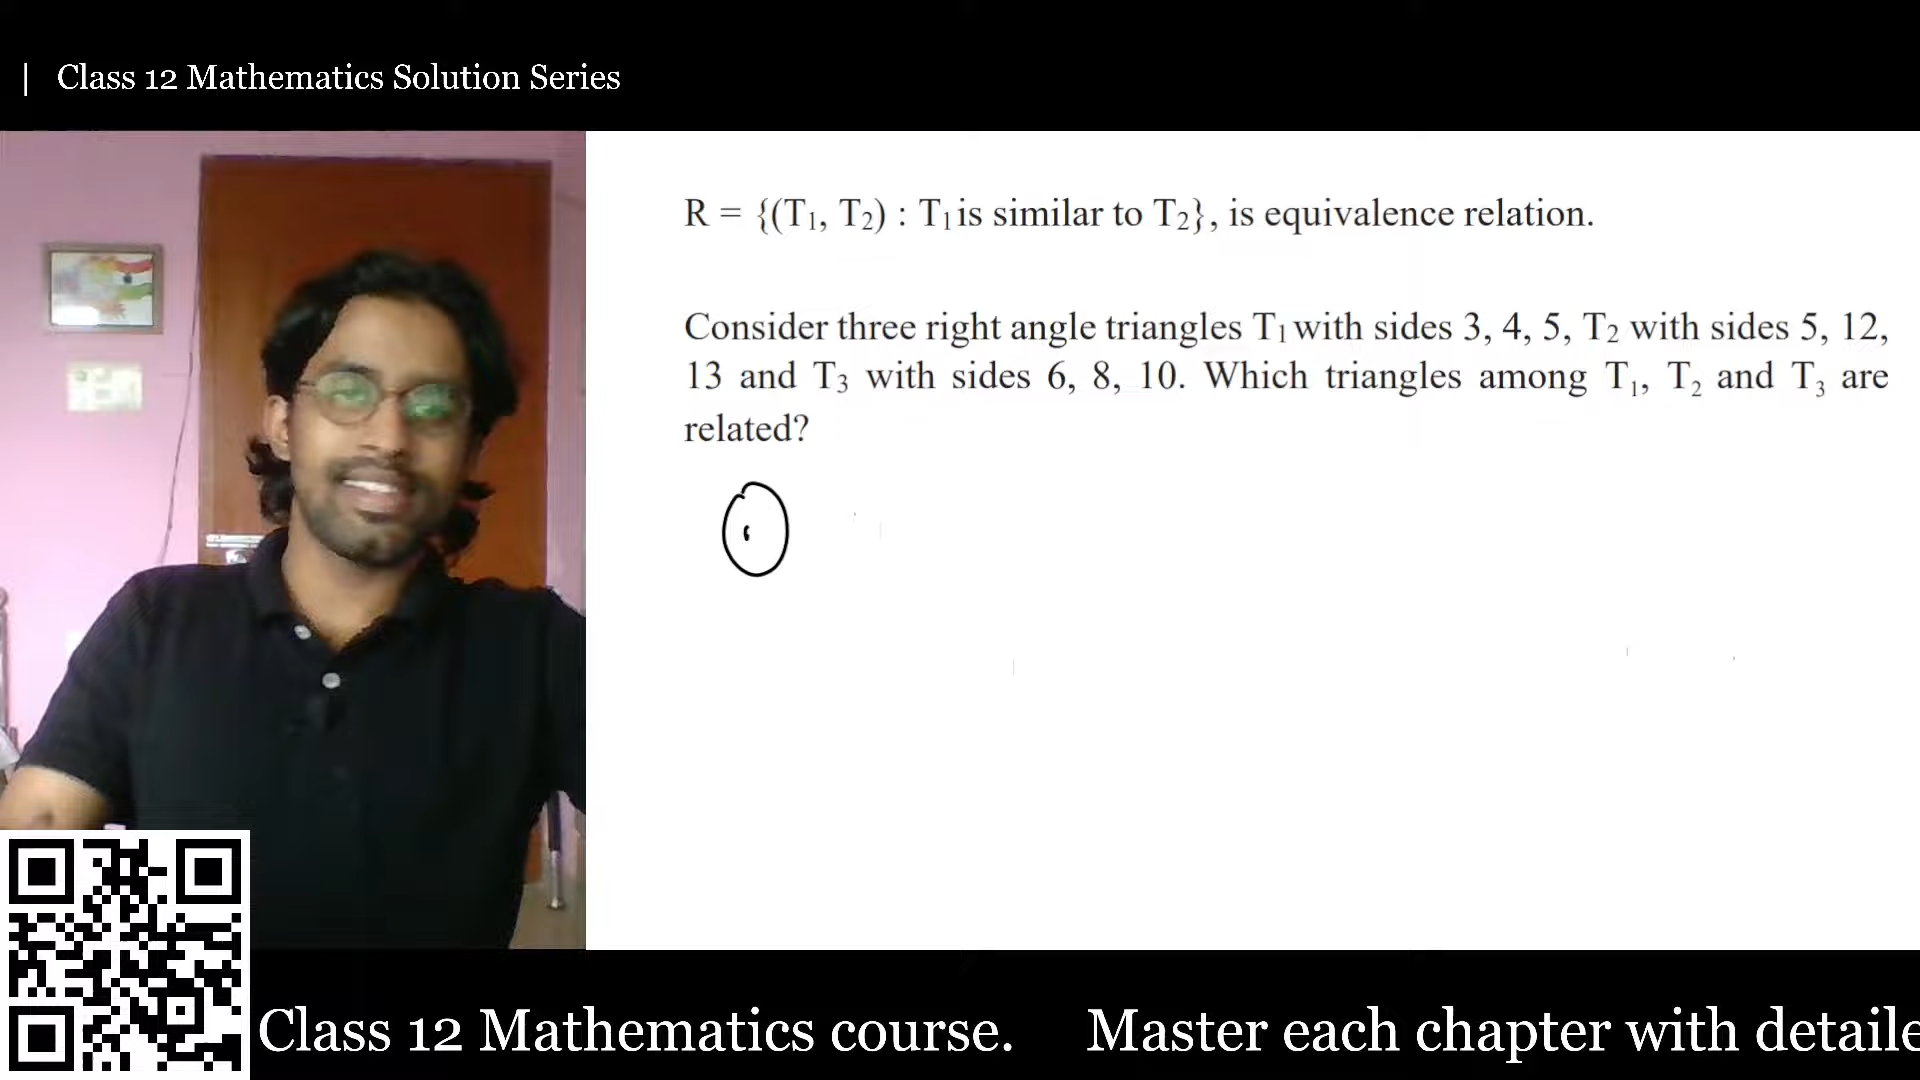 | Class 12 Mathematics Solution Series
R = {(T₁, T₂) : T₁ is similar to T₂}, is equivalence relation.
Consider three right angle triangles T₁ with sides 3, 4, 5, T₂ with sides 5, 12,
13 and T₃ with sides 6, 8, 10. Which triangles among T₁, T₂ and T₃ are
related?
Class 12 Mathematics course. Master each chapter with detaile